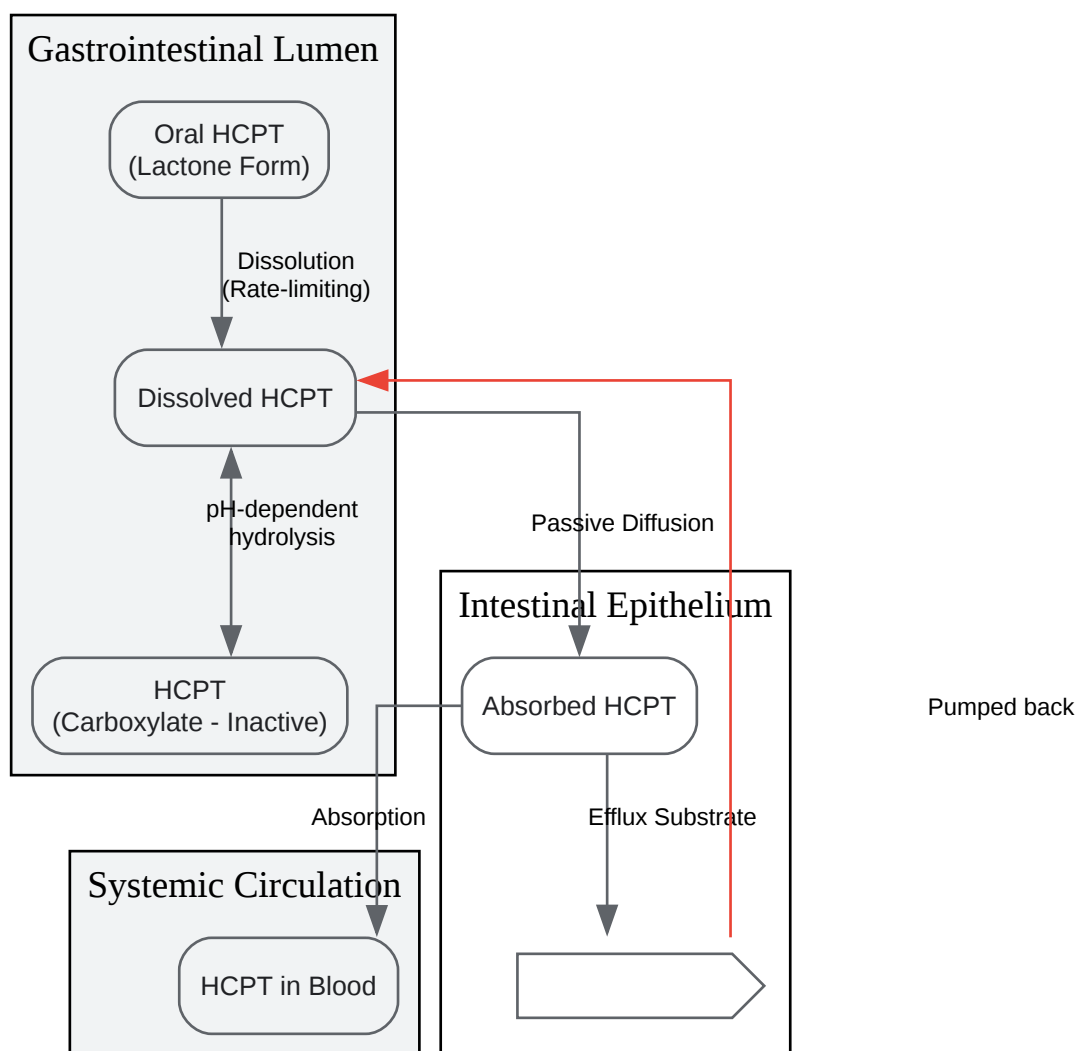 Gastrointestinal Lumen
Oral HCPT
(Lactone Form)
Dissolution
(Rate-limiting)
Dissolved HCPT
pH-dependent
hydrolysis
Passive Diffusion
Intestinal Epithelium
HCPT
(Carboxylate - Inactive)
Absorbed HCPT
Pumped back
Absorption
Efflux Substrate
Systemic Circulation
HCPT in Blood